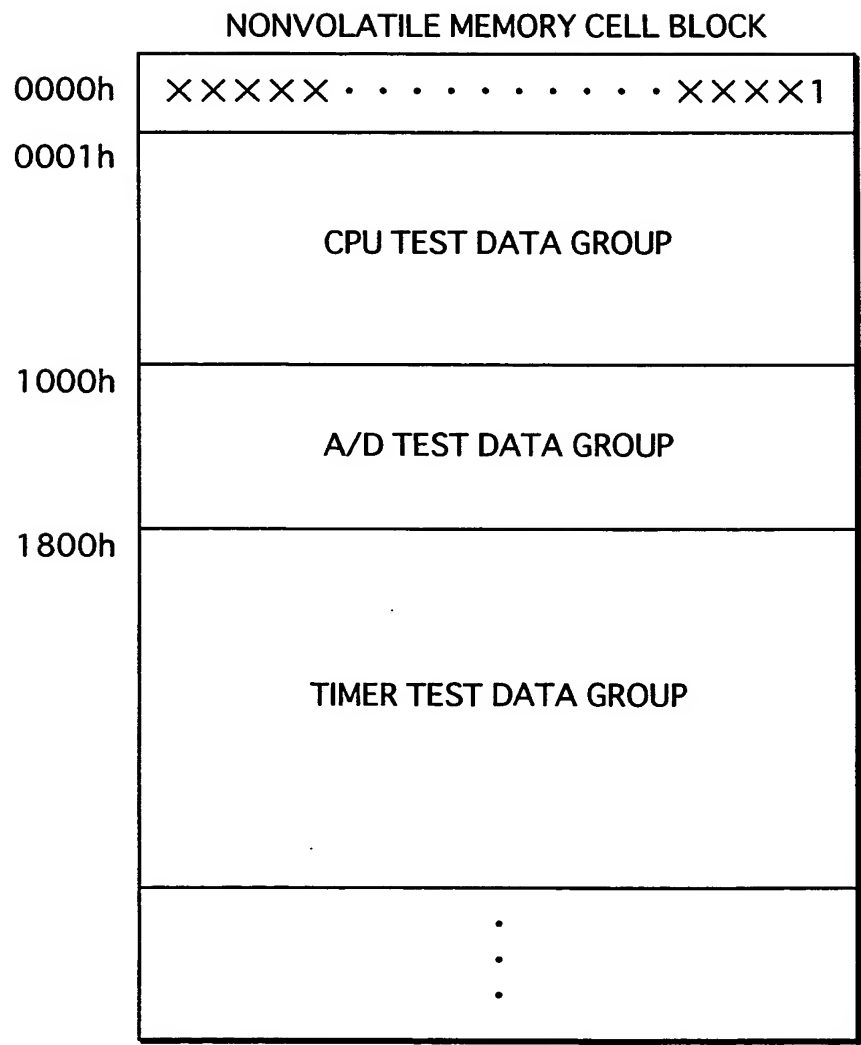 NONVOLATILE MEMORY CELL BLOCK
0000h ×××××··········××××1
0001h
CPU TEST DATA GROUP
1000h
A/D TEST DATA GROUP
1800h
TIMER TEST DATA GROUP